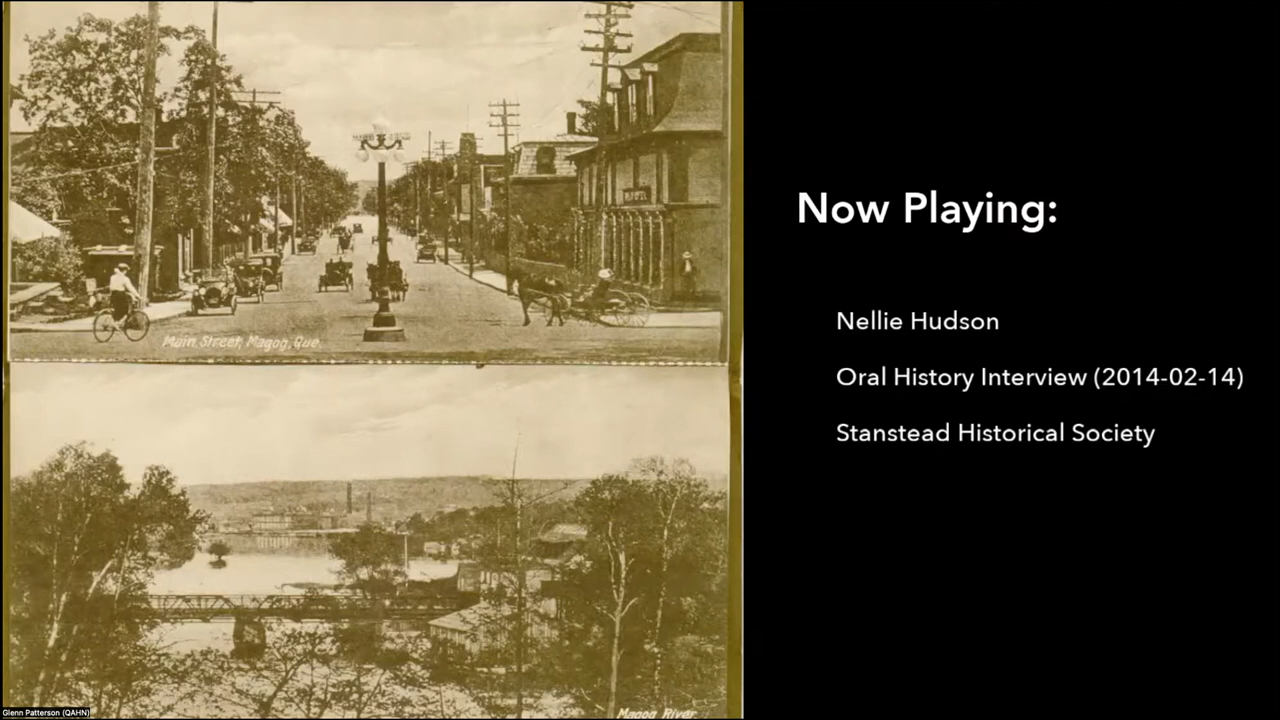 Main Street, Magog, Que.
Magog River
Glenn Patterson (QAHN)
Now Playing:
Nellie Hudson
Oral History Interview (2014-02-14)
Stanstead Historical Society